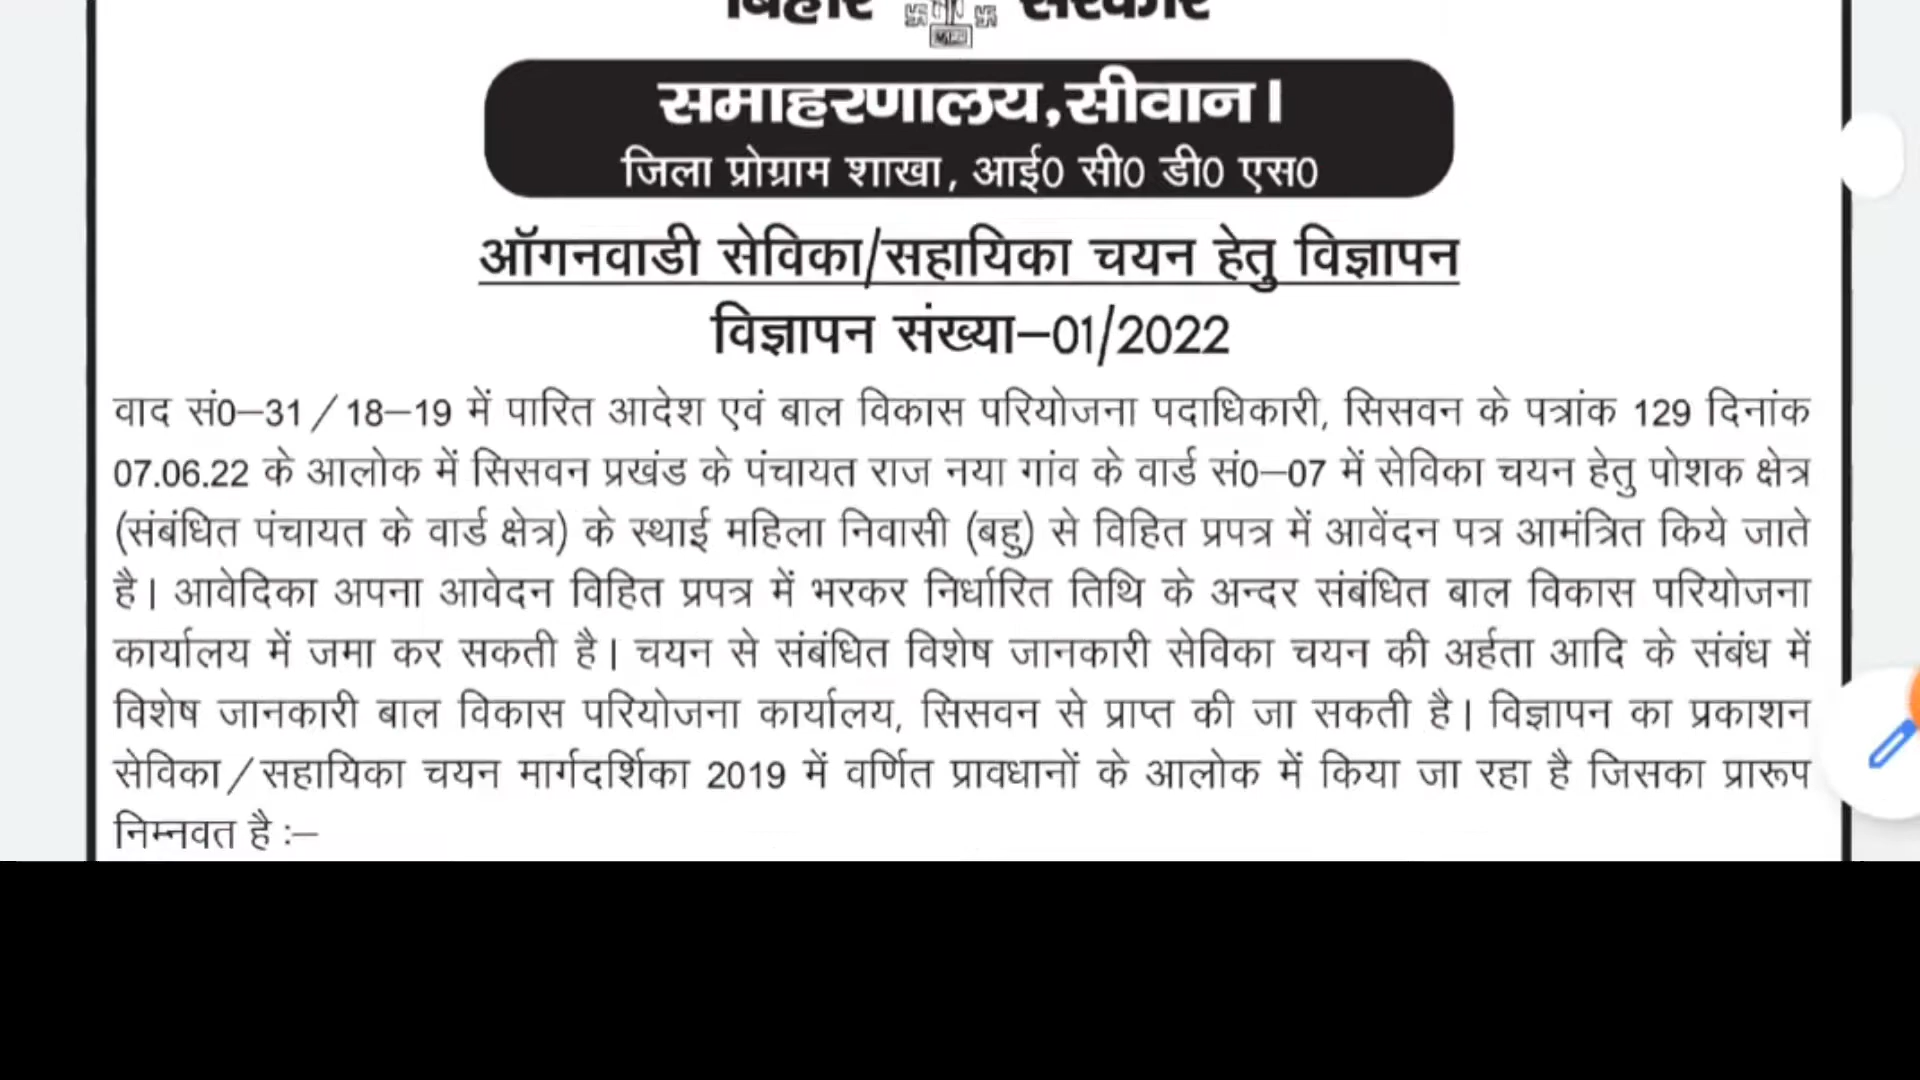 बिहार सरकार
समाहरणालय,सीवान।
जिला प्रोग्राम शाखा, आई0 सी0 डी0 एस0
ऑगनवाडी सेविका/सहायिका चयन हेतु विज्ञापन
विज्ञापन संख्या–01/2022
वाद सं0–31/18–19 में पारित आदेश एवं बाल विकास परियोजना पदाधिकारी, सिसवन के पत्रांक 129 दिनांक
07.06.22 के आलोक में सिसवन प्रखंड के पंचायत राज नया गांव के वार्ड सं0–07 में सेविका चयन हेतु पोशक क्षेत्र
(संबंधित पंचायत के वार्ड क्षेत्र) के स्थाई महिला निवासी (बहु) से विहित प्रपत्र में आवेंदन पत्र आमंत्रित किये जाते
है। आवेदिका अपना आवेदन विहित प्रपत्र में भरकर निर्धारित तिथि के अन्दर संबंधित बाल विकास परियोजना
कार्यालय में जमा कर सकती है। चयन से संबंधित विशेष जानकारी सेविका चयन की अर्हता आदि के संबंध में
विशेष जानकारी बाल विकास परियोजना कार्यालय, सिसवन से प्राप्त की जा सकती है। विज्ञापन का प्रकाशन
सेविका/सहायिका चयन मार्गदर्शिका 2019 में वर्णित प्रावधानों के आलोक में किया जा रहा है जिसका प्रारूप
निम्नवत है :–